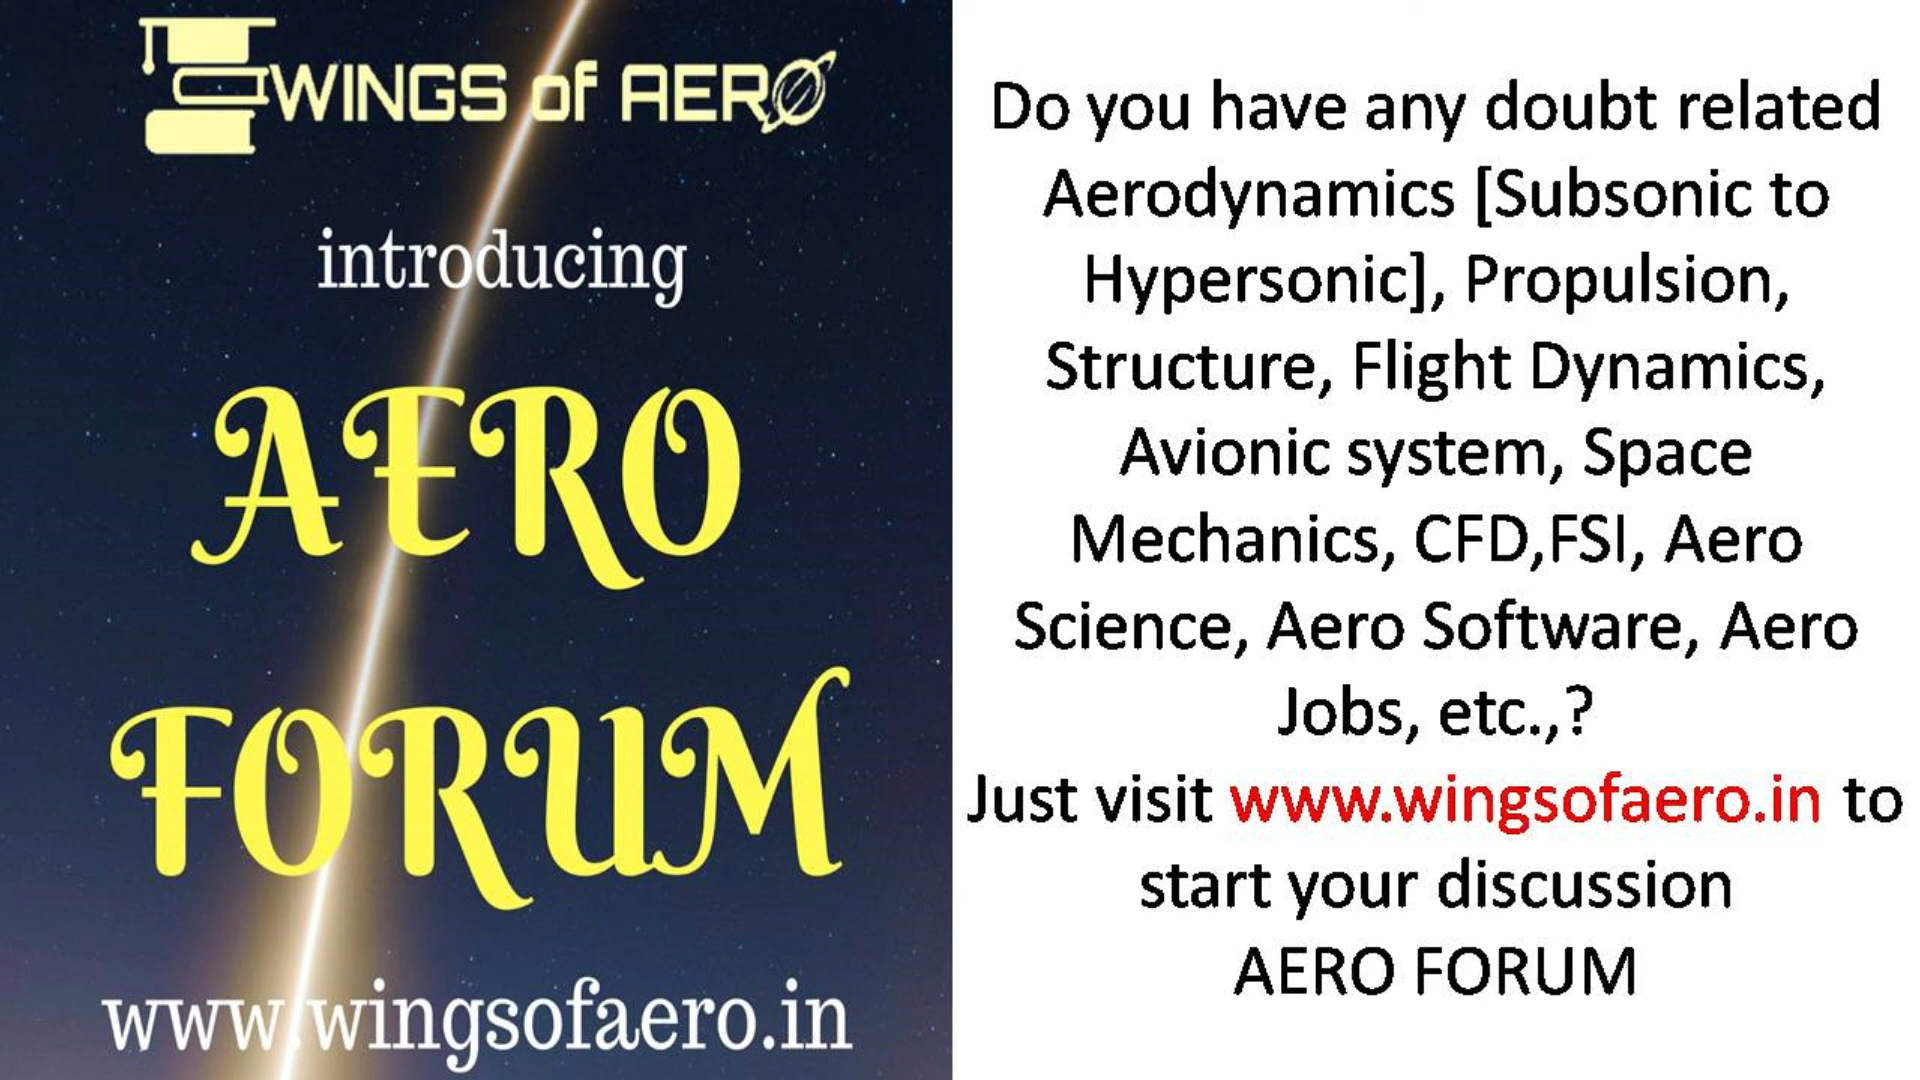 WINGS of AERO
introducing
AERO
FORUM
www.wingsofaero.in
Do you have any doubt related
Aerodynamics [Subsonic to
Hypersonic], Propulsion,
Structure, Flight Dynamics,
Avionic system, Space
Mechanics, CFD,FSI, Aero
Science, Aero Software, Aero
Jobs, etc.,?
Just visit www.wingsofaero.in to
start your discussion
AERO FORUM